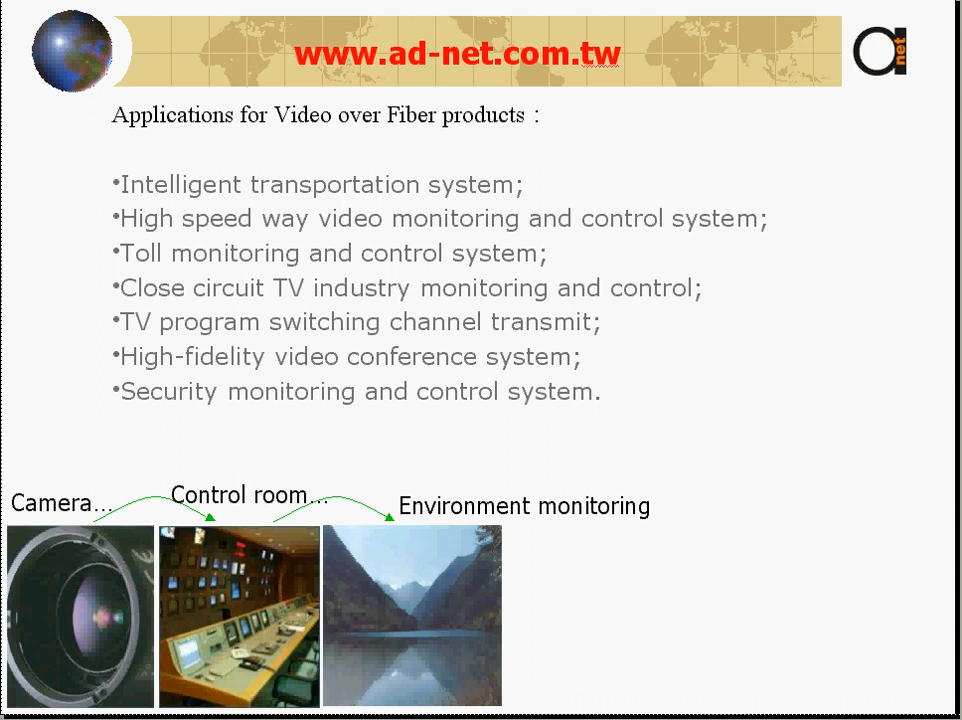 www.ad-net.com.tw
a net
Applications for Video over Fiber products：
•Intelligent transportation system;
•High speed way video monitoring and control system;
•Toll monitoring and control system;
•Close circuit TV industry monitoring and control;
•TV program switching channel transmit;
•High-fidelity video conference system;
•Security monitoring and control system.
Camera...
Control room...
Environment monitoring